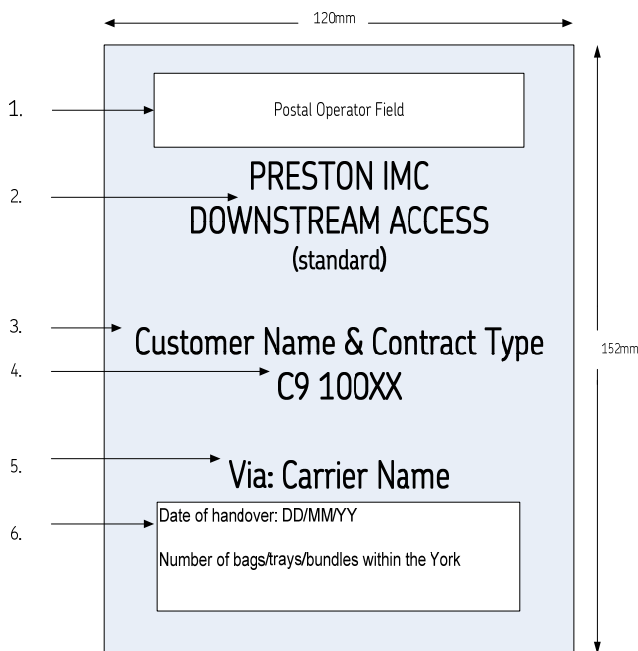 120mm
1.
Postal Operator Field
2.
PRESTON IMC
DOWNSTREAM ACCESS
(standard)
3.
Customer Name & Contract Type
152mm
4.
C9 100XX
5.
Via: Carrier Name
6.
Date of handover: DD/MM/YY
Number of bags/trays/bundles within the York